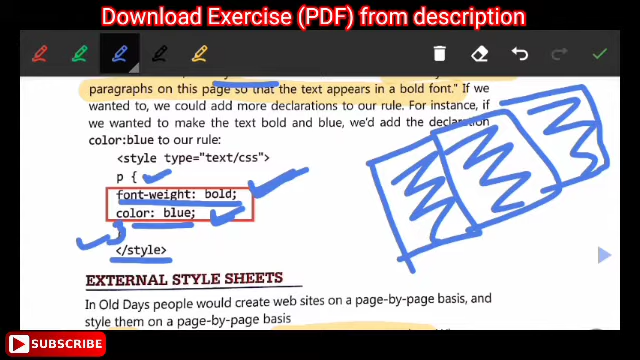 Download Exercise (PDF) from description
paragraphs on this page so that the text appears in a bold font." If we
wanted to, we could add more declarations to our rule. For instance, if
we wanted to make the text bold and blue, we'd add the declaration
color:blue to our rule:
<style type="text/css">
p {
font-weight: bold;
color: blue;
}
</style>
EXTERNAL STYLE SHEETS
In Old Days people would create web sites on a page-by-page basis, and
style them on a page-by-page basis
SUBSCRIBE